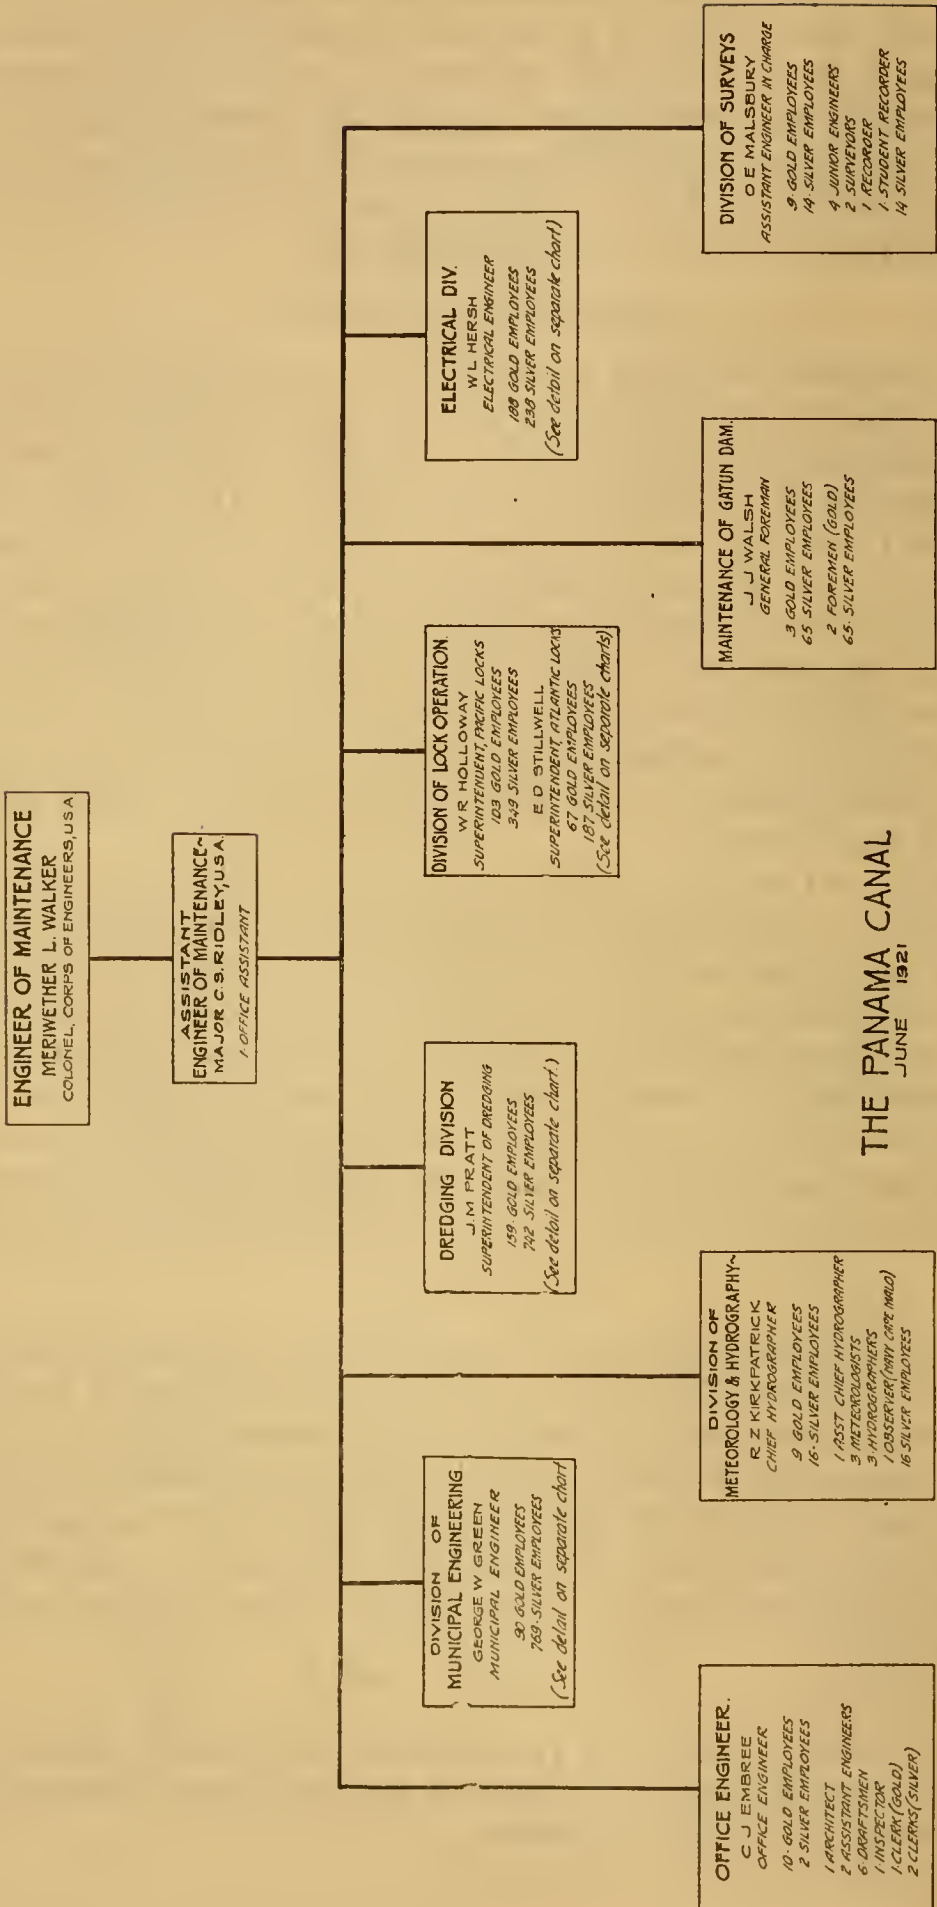 ENGINEER OF MAINTENANCE
MERIWETHER L. WALKER
COLONEL, CORPS OF ENGINEERS, USA
ASSISTANT
ENGINEER OF MAINTENANCE~
MAJOR C.S. RIDLEY, U.S.A.
1-OFFICE ASSISTANT
OFFICE ENGINEER.
C J EMBREE
OFFICE ENGINEER
10-GOLD EMPLOYEES
2 SILVER EMPLOYEES
1 ARCHITECT
2 ASSISTANT ENGINEERS
6-DRAFTSMEN
1-INSPECTOR
1-CLERK (GOLD)
2 CLERKS (SILVER)
DIVISION OF
MUNICIPAL ENGINEERING
GEORGE W GREEN
MUNICIPAL ENGINEER
90 GOLD EMPLOYEES
769-SILVER EMPLOYEES
(See detail on separate chart
DIVISION OF
METEOROLOGY & HYDROGRAPHY~
R Z KIRKPATRICK
CHIEF HYDROGRAPHER
9 GOLD EMPLOYEES
16-SILVER EMPLOYEES
1 ASST CHIEF HYDROGRAPHER
3 METEOROLOGISTS
3-HYDROGRAPHERS
1 OBSERVER (NAVY CAPE MALO)
16 SILVER EMPLOYEES
DREDGING DIVISION
J. M PRATT
SUPERINTENDENT OF DREDGING
159-GOLD EMPLOYEES
742 SILVER EMPLOYEES
(See detail on separate chart.)
DIVISION OF LOCK OPERATION.
W R HOLLOWAY
SUPERINTENDENT, PACIFIC LOCKS
103 GOLD EMPLOYEES
349 SILVER EMPLOYEES
E D STILLWELL
SUPERINTENDENT, ATLANTIC LOCKS
67 GOLD EMPLOYEES
187 SILVER EMPLOYEES
(See detail on separate charts)
MAINTENANCE OF GATUN DAM.
J J WALSH
GENERAL FOREMAN
3 GOLD EMPLOYEES
65 SILVER EMPLOYEES
2 FOREMEN (GOLD)
65-SILVER EMPLOYEES
ELECTRICAL DIV.
W L HERSH
ELECTRICAL ENGINEER
188 GOLD EMPLOYEES
238 SILVER EMPLOYEES
(See detail on separate chart)
DIVISION OF SURVEYS
O E MALSBURY
ASSISTANT ENGINEER IN CHARGE
9-GOLD EMPLOYEES
14-SILVER EMPLOYEES
4 JUNIOR ENGINEERS
2 SURVEYORS
1 RECORDER
1-STUDENT RECORDER
14 SILVER EMPLOYEES
THE PANAMA CANAL
JUNE 1921